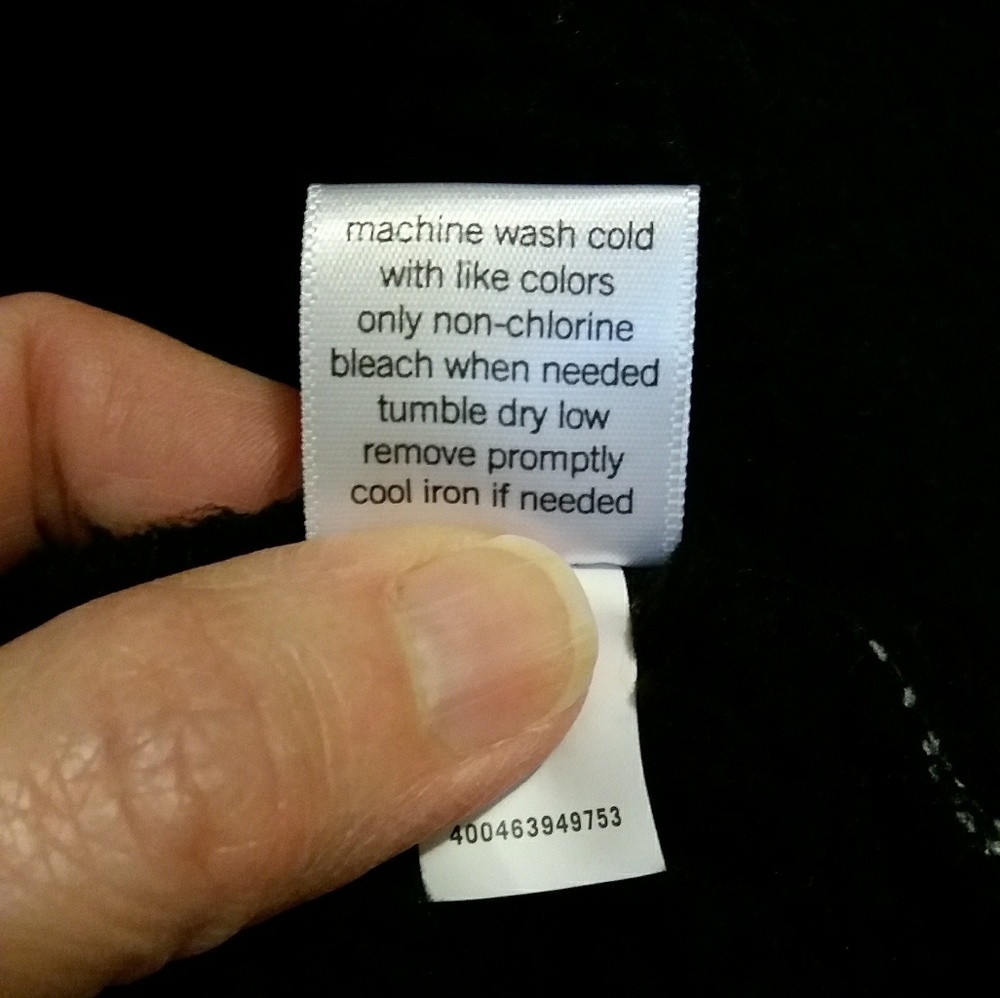 machine wash cold
with like colors
only non-chlorine
bleach when needed
tumble dry low
remove promptly
cool iron if needed
400463949753